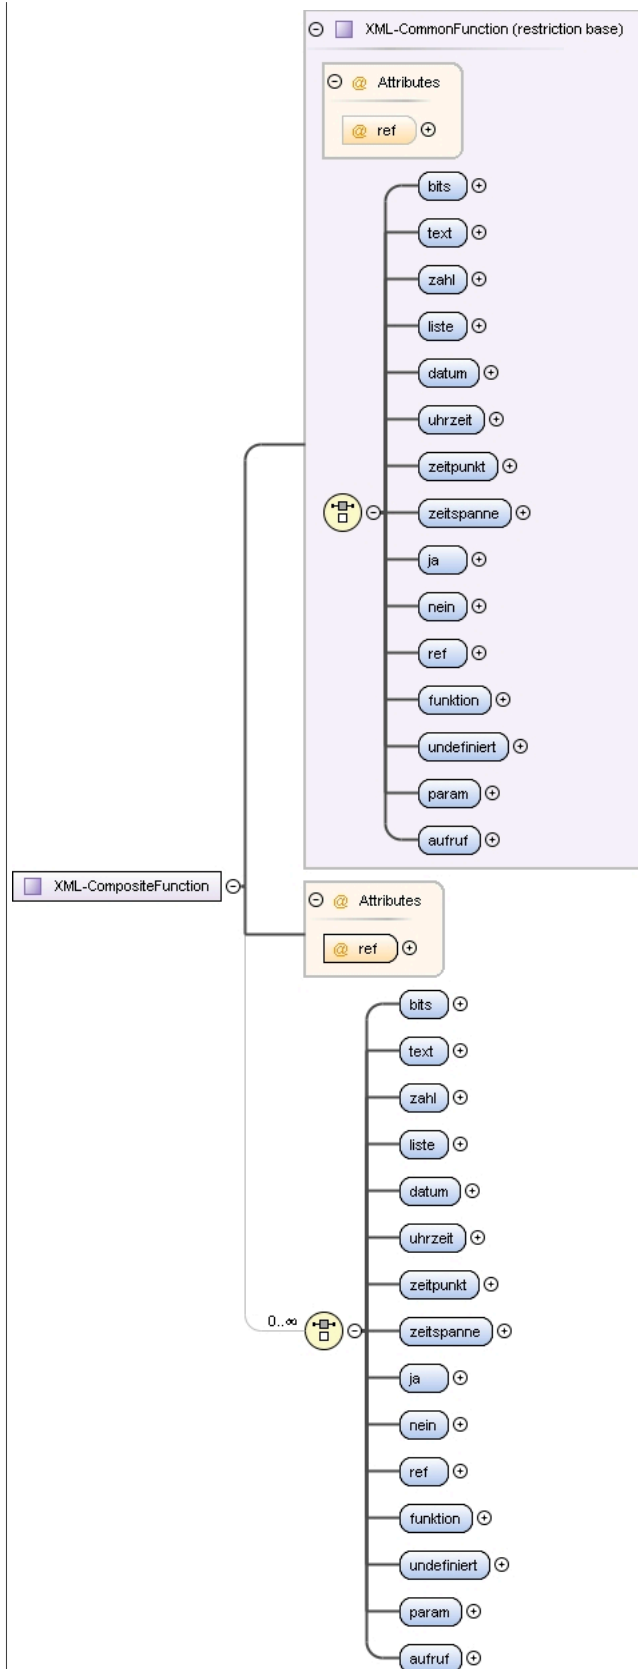 XML-CommonFunction (restriction base)
@ Attributes
@ ref
bits
text
zahl
liste
datum
uhrzeit
zeitpunkt
zeitspanne
ja
nein
ref
funktion
undefiniert
param
aufruf
XML-CompositeFunction
@ Attributes
@ ref
bits
text
zahl
liste
datum
uhrzeit
zeitpunkt
0..∞
zeitspanne
ja
nein
ref
funktion
undefiniert
param
aufruf